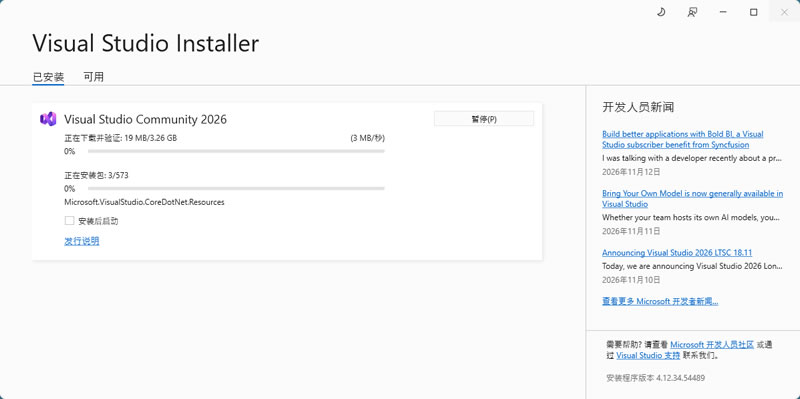 Visual Studio Installer
已安装
可用
Visual Studio Community 2026
暂停(P)
正在下载并验证: 19 MB/3.26 GB
(3 MB/秒)
0%
正在安装包: 3/573
0%
Microsoft.VisualStudio.CoreDotNet.Resources
安装后启动
发行说明
开发人员新闻
Build better applications with Bold BI, a Visual
Studio subscriber benefit from Syncfusion
I was talking with a developer recently about a pr...
2026年11月12日
Bring Your Own Model is now generally available in
Visual Studio
Whether your team hosts its own AI models, you...
2026年11月11日
Announcing Visual Studio 2026 LTSC 18.11
Today, we are announcing Visual Studio 2026 Lon...
2026年11月10日
查看更多 Microsoft 开发者新闻...
需要帮助? 请查看 Microsoft 开发人员社区 或通
过 Visual Studio 支持 联系我们。
安装程序版本 4.12.34.54489